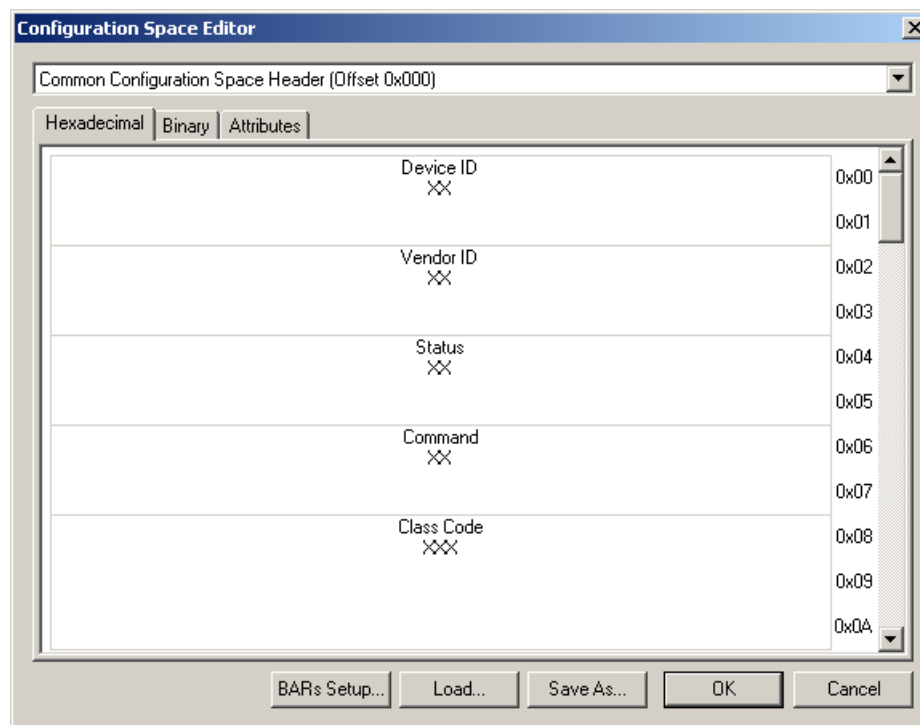 Configuration Space Editor
Common Configuration Space Header (Offset 0x000)
Hexadecimal Binary Attributes
Device ID
XX
0x00
0x01
Vendor ID
XX
0x02
0x03
Status
XX
0x04
0x05
Command
XX
0x06
0x07
Class Code
XXX
0x08
0x09
0x0A
BARs Setup... Load... Save As... OK Cancel